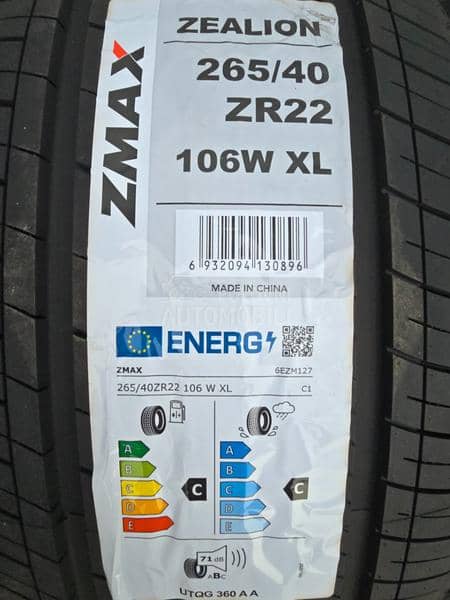 ZMAX
ZEALION
265/40
ZR22
106W XL
6 932094 130896
MADE IN CHINA
AUTOMOBILI
ENERG
ZMAX 6EZM127
265/40ZR22 106 W XL C1
A A
B B
C C C C
D D
E E
71 dB
ABC
UTQG 360 A A